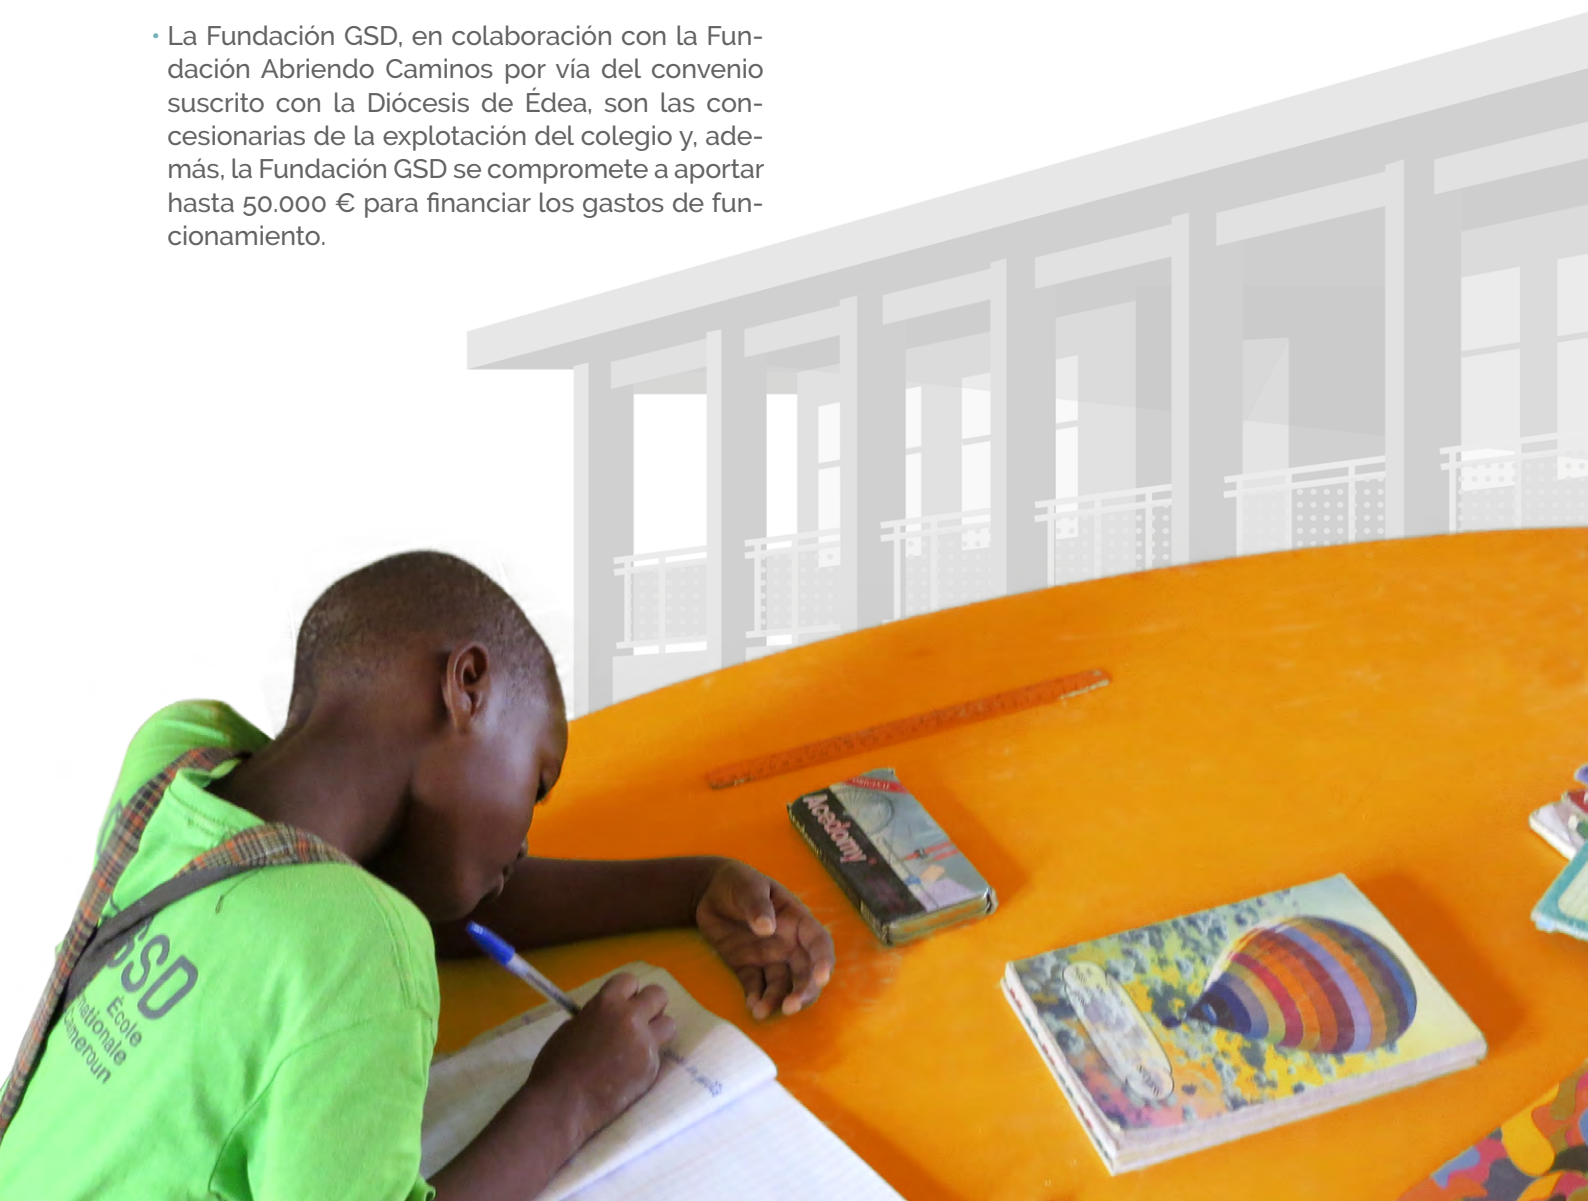 · La Fundación GSD, en colaboración con la Fun-
dación Abriendo Caminos por vía del convenio
suscrito con la Diócesis de Édea, son las con-
cesionarias de la explotación del colegio y, ade-
más, la Fundación GSD se compromete a aportar
hasta 50.000 € para financiar los gastos de fun-
cionamiento.
Acedomy
GSD
École
nationale
Cameroun